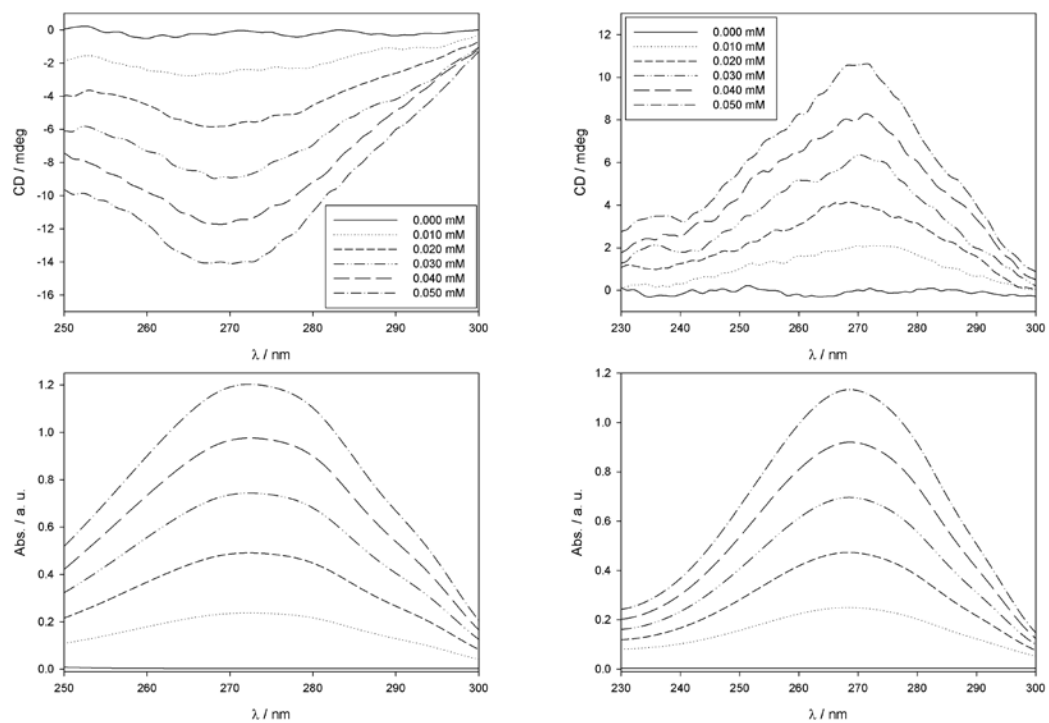 0
-2
-4
-6
-8
-10
-12
-14
-16
CD / mdeg
0.000 mM
0.010 mM
0.020 mM
0.030 mM
0.040 mM
0.050 mM
250 260 270 280 290 300
λ / nm
12
10
8
6
4
2
0
CD / mdeg
0.000 mM
0.010 mM
0.020 mM
0.030 mM
0.040 mM
0.050 mM
230 240 250 260 270 280 290 300
λ / nm
1.2
1.0
0.8
0.6
0.4
0.2
0.0
Abs. / a. u.
250 260 270 280 290 300
λ / nm
1.2
1.0
0.8
0.6
0.4
0.2
0.0
Abs. / a. u.
230 240 250 260 270 280 290 300
λ / nm